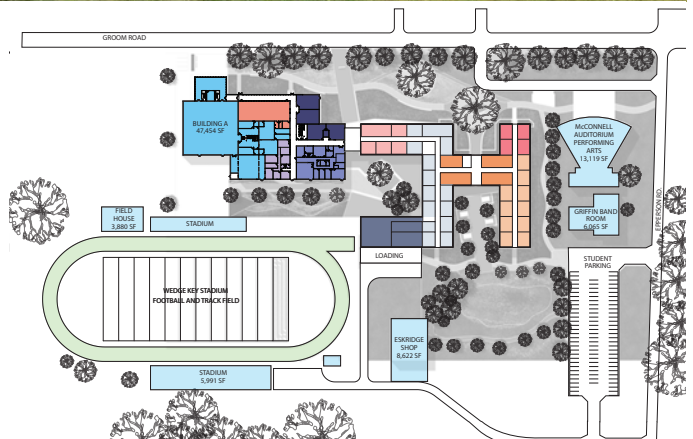 GROOM ROAD
BUILDING A
47,454 SF
McCONNELL
AUDITORIUM
PERFORMING
ARTS
13,119 SF
FIELD
HOUSE
3,880 SF
STADIUM
GRIFFIN BAND
ROOM
6,065 SF
EPPERSON RD.
LOADING
STUDENT
PARKING
WEDGE KEY STADIUM
FOOTBALL AND TRACK FIELD
ESKRIDGE
SHOP
8,622 SF
STADIUM
5,991 SF